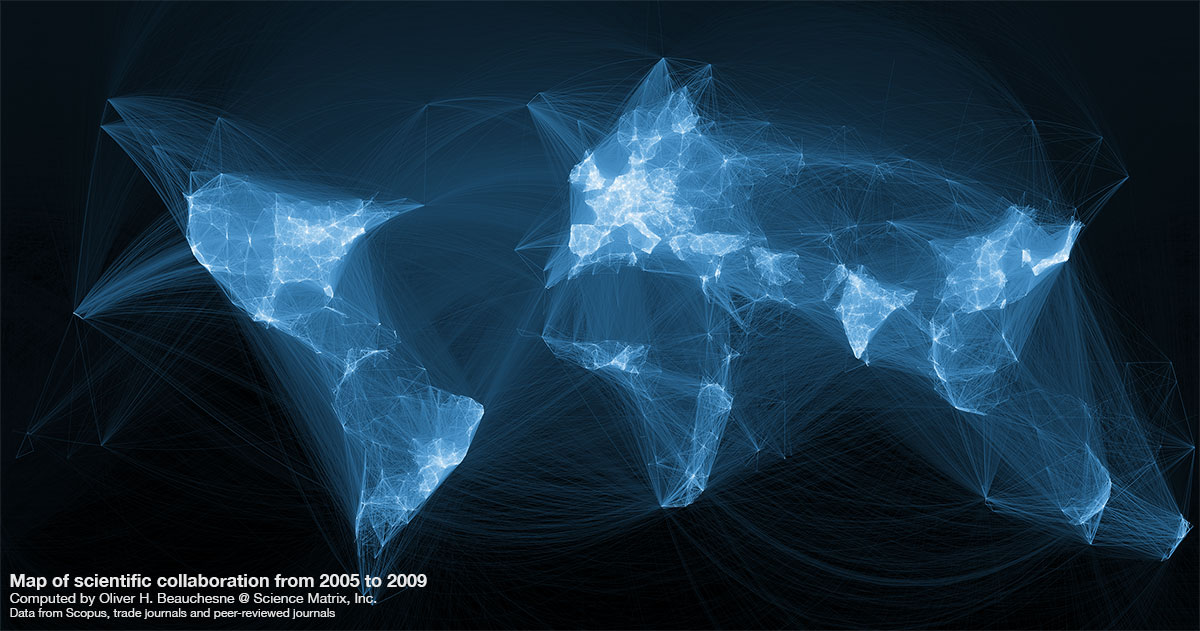 Map of scientific collaboration from 2005 to 2009
Computed by Oliver H. Beauchesne @ Science Matrix, Inc.
Data from Scopus, trade journals and peer-reviewed journals